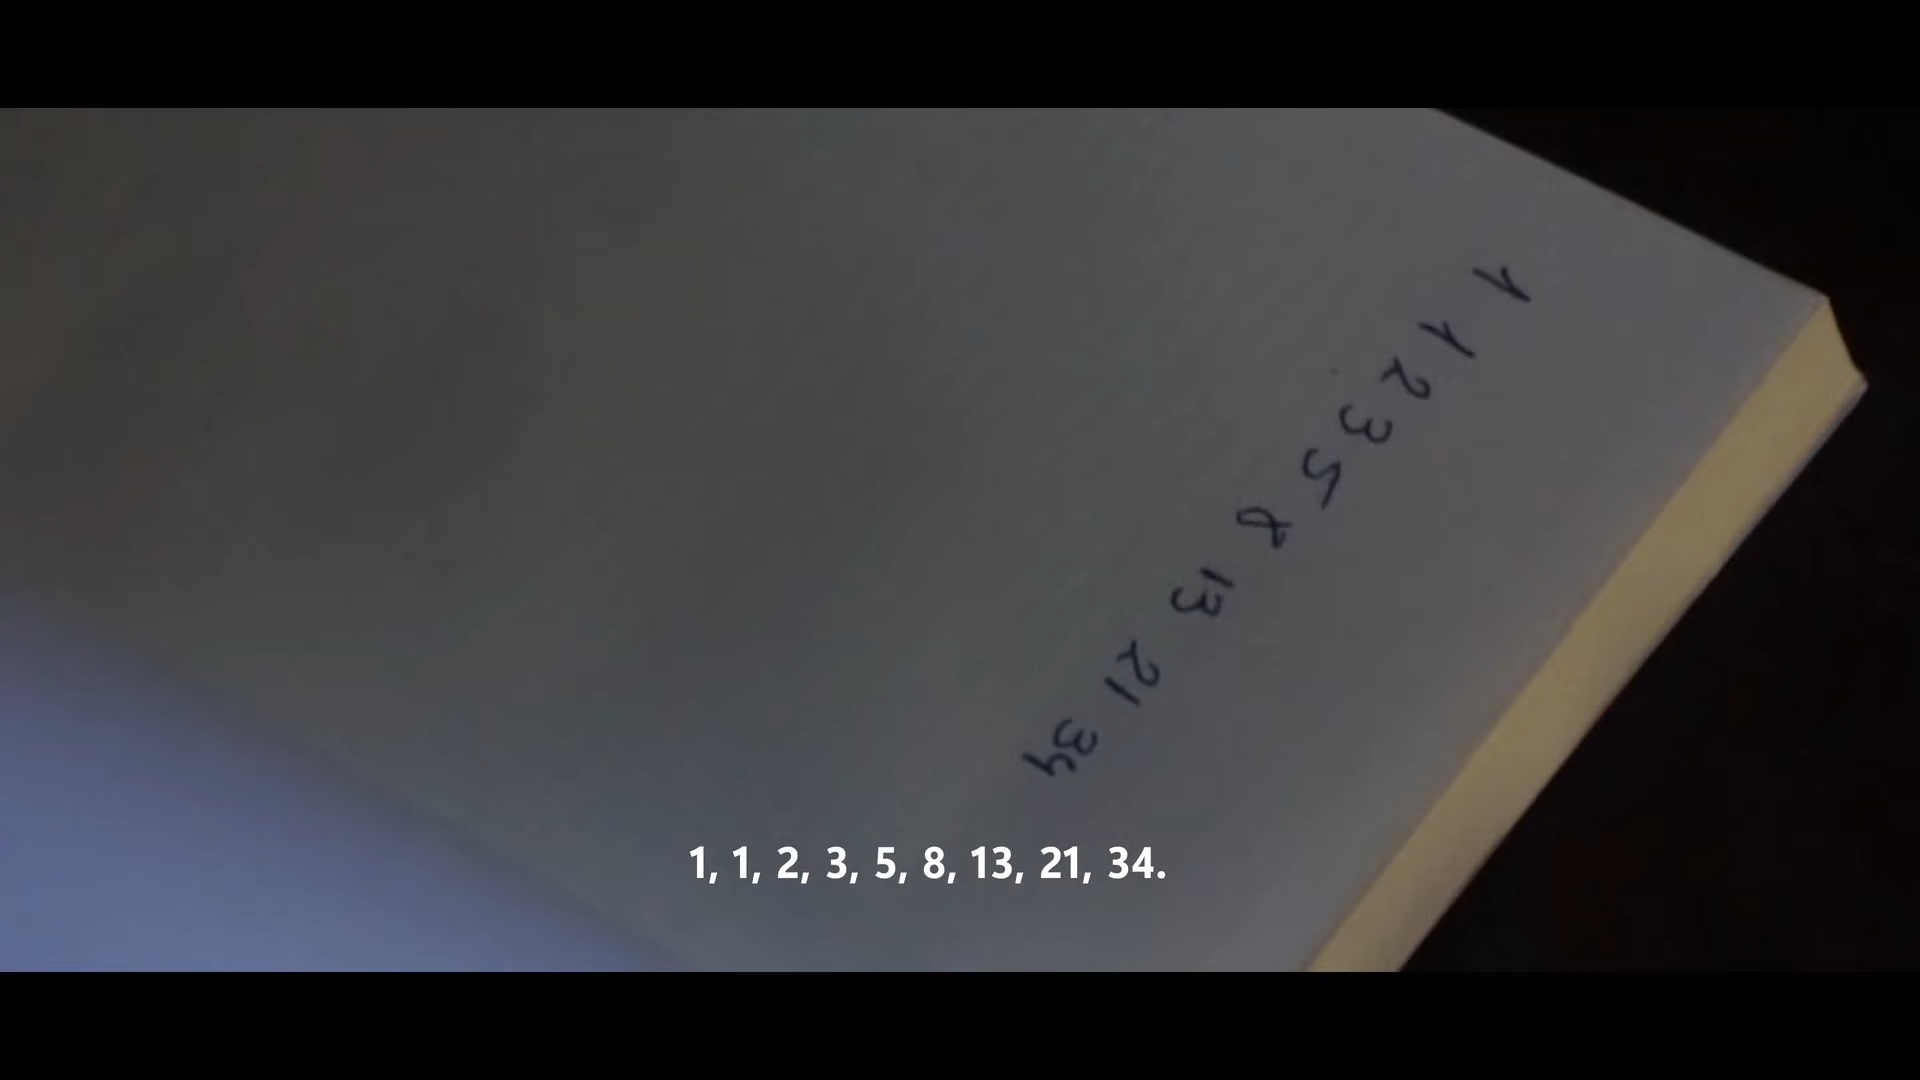 1 1 2 3 5 8 13 21 34
1, 1, 2, 3, 5, 8, 13, 21, 34.